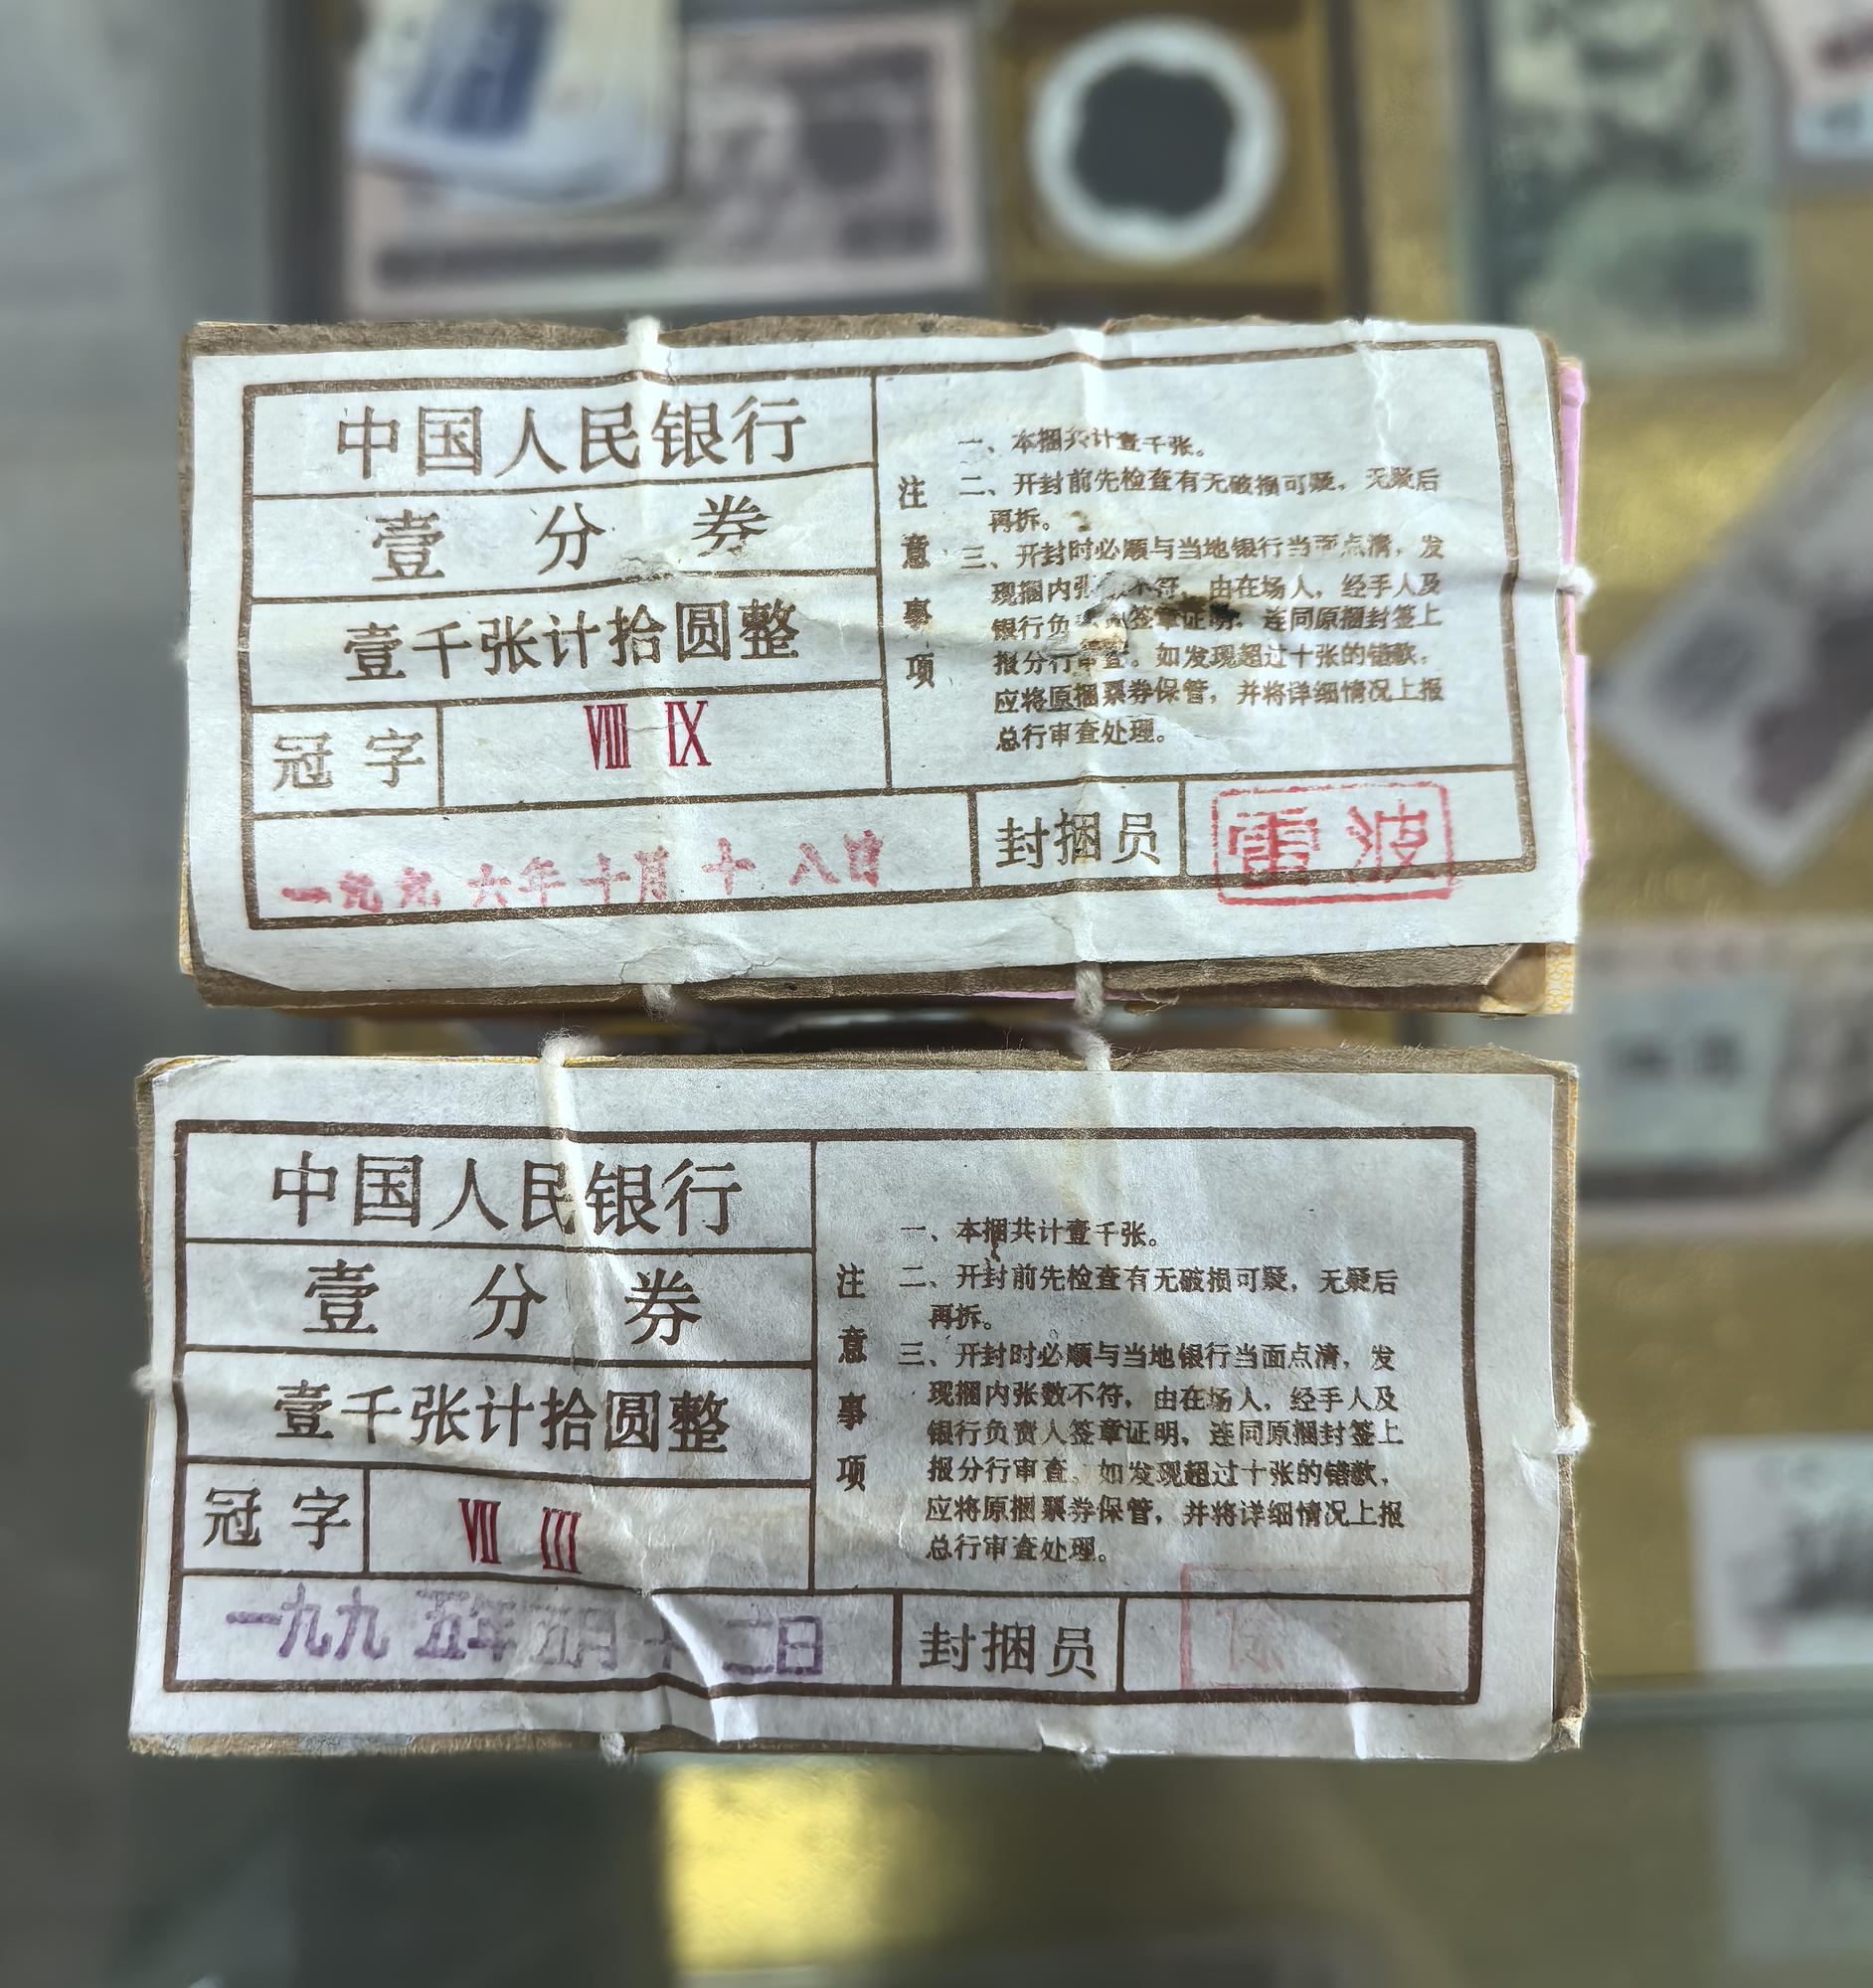 中国人民银行
壹分券
壹千张计拾圆整
冠字 Ⅷ Ⅸ
一九九六年十月十八日
注意事项
一、本捆共计壹千张。
二、开封前先检查有无破损可疑，无疑后
再拆。
三、开封时必顺与当地银行当面点清，发
现捆内张不符，由在场人，经手人及
银行负签章证明，连同原捆封签上
报分行审查。如发现超过十张的错款，
应将原捆票券保管，并将详细情况上报
总行审查处理。
封捆员 雷波
中国人民银行
壹分券
壹千张计拾圆整
冠字 Ⅶ Ⅲ
一九九五年五月十二日
注意事项
一、本捆共计壹千张。
二、开封前先检查有无破损可疑，无疑后
再拆。
三、开封时必顺与当地银行当面点清，发
现捆内张数不符，由在场人，经手人及
银行负责人签章证明，连同原捆封签上
报分行审查。如发现超过十张的错款，
应将原捆票券保管，并将详细情况上报
总行审查处理。
封捆员